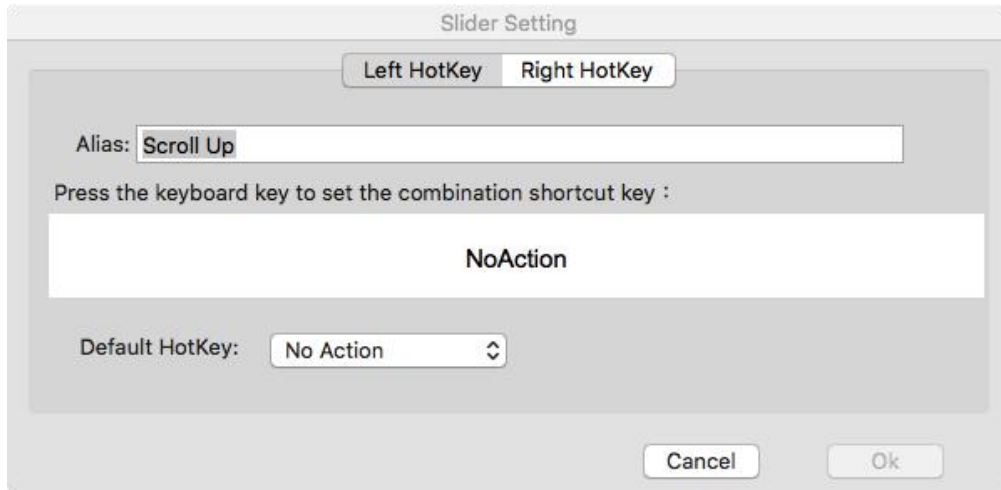 Slider Setting
Left HotKey Right HotKey
Alias: Scroll Up
Press the keyboard key to set the combination shortcut key：
NoAction
Default HotKey: No Action
Cancel Ok